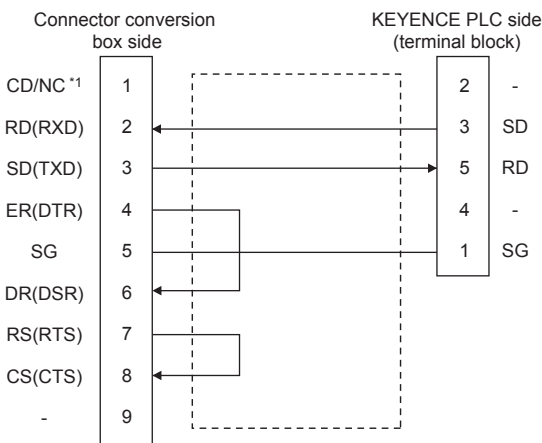 Connector conversion
box side
KEYENCE PLC side
(terminal block)
CD/NC *1 1 2 -
RD(RXD) 2 3 SD
SD(TXD) 3 5 RD
ER(DTR) 4 4 -
SG 5 1 SG
DR(DSR) 6
RS(RTS) 7
CS(CTS) 8
- 9